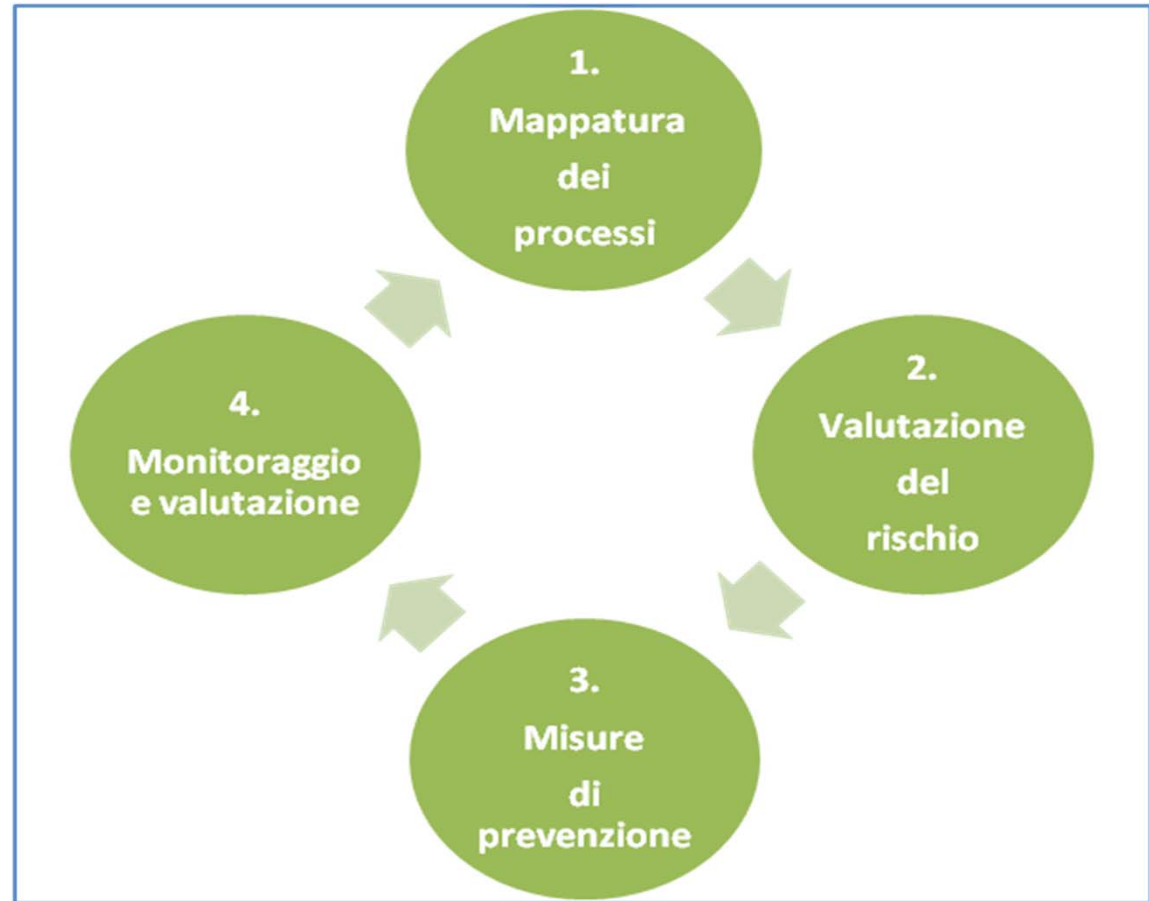 1.
Mappatura
dei
processi
2.
Valutazione
del
rischio
3.
Misure
di
prevenzione
4.
Monitoraggio
e valutazione